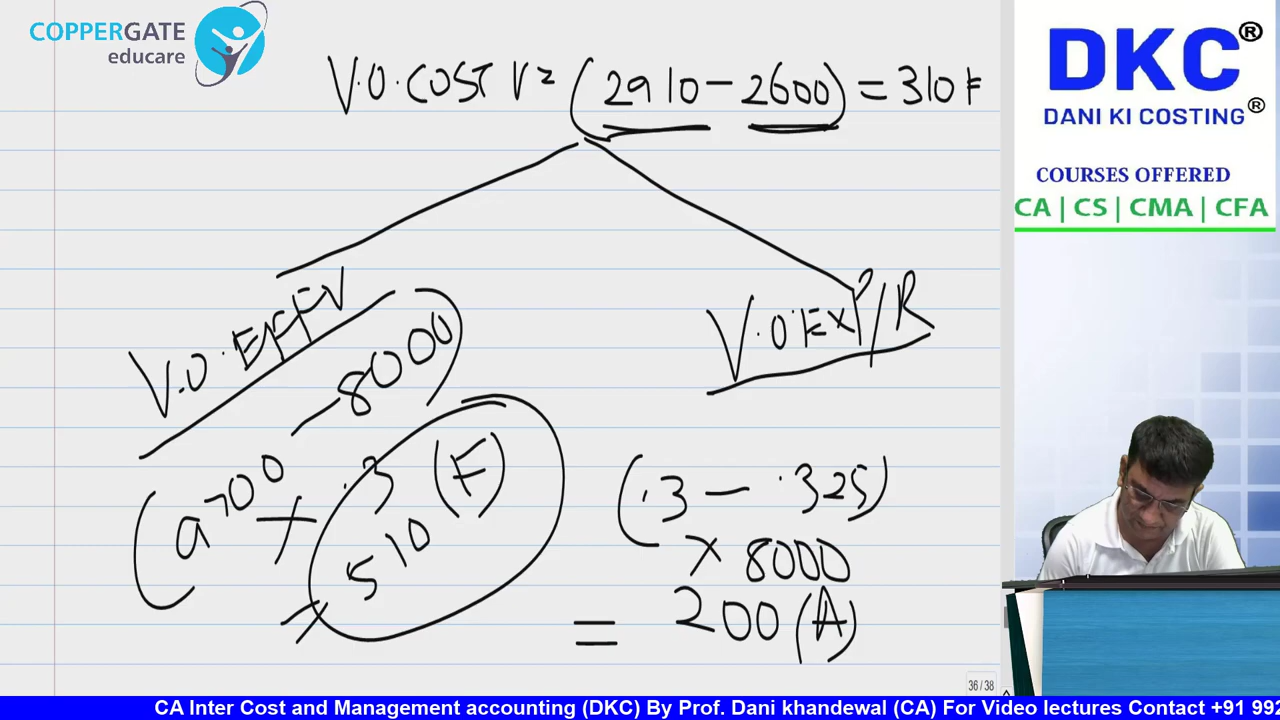 COPPERGATE
educare
V.O. COST V = (2910 - 2600) = 310 F
V.O. EFF V
V.O. EXP/R
(9700 - 8000)
× .3
= 510 (F)
(.3 - .325)
× 8000
= 200 (A)
36/38
DKC®
DANI KI COSTING®
COURSES OFFERED
CA | CS | CMA | CFA
CA Inter Cost and Management accounting (DKC) By Prof. Dani khandewal (CA) For Video lectures Contact +91 992